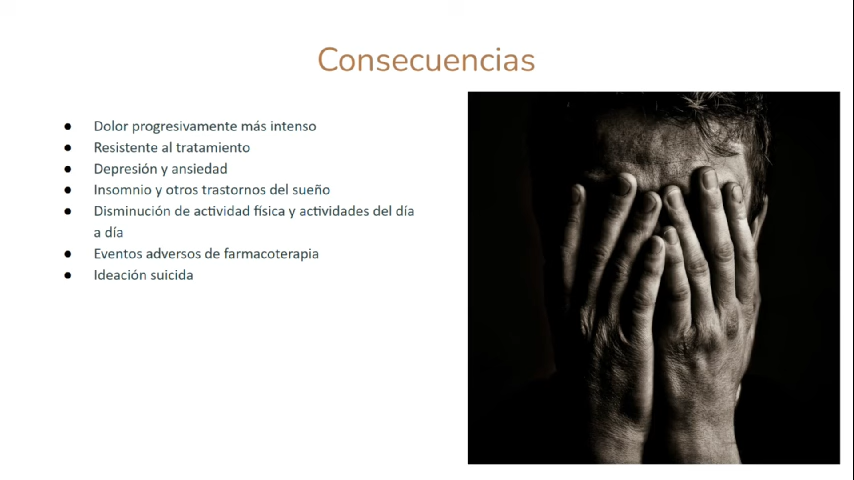 Consecuencias
● Dolor progresivamente más intenso
● Resistente al tratamiento
● Depresión y ansiedad
● Insomnio y otros trastornos del sueño
● Disminución de actividad física y actividades del día
a día
● Eventos adversos de farmacoterapia
● Ideación suicida